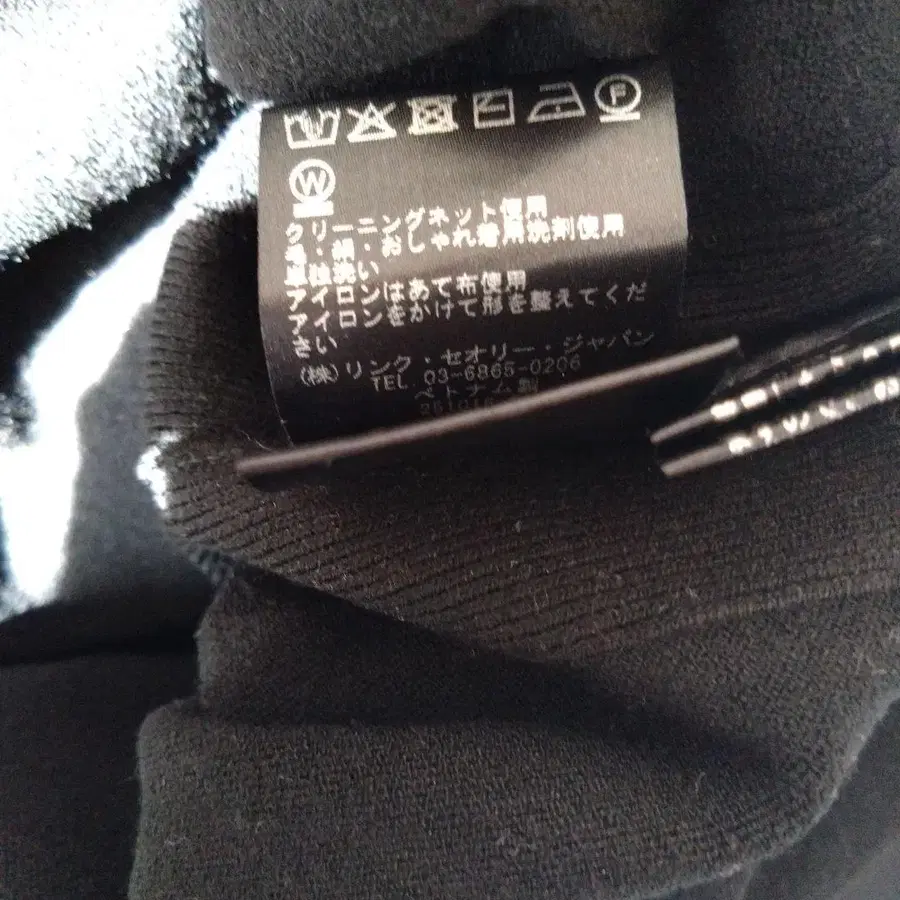 F
W
クリーニングネット使用
毛・絹・おしゃれ着用洗剤使用
単独洗い
アイロンはあて布使用
アイロンをかけて形を整えてくだ
さい
(株)リンク・セオリー・ジャパン
TEL 03-6865-0206
ベトナム製